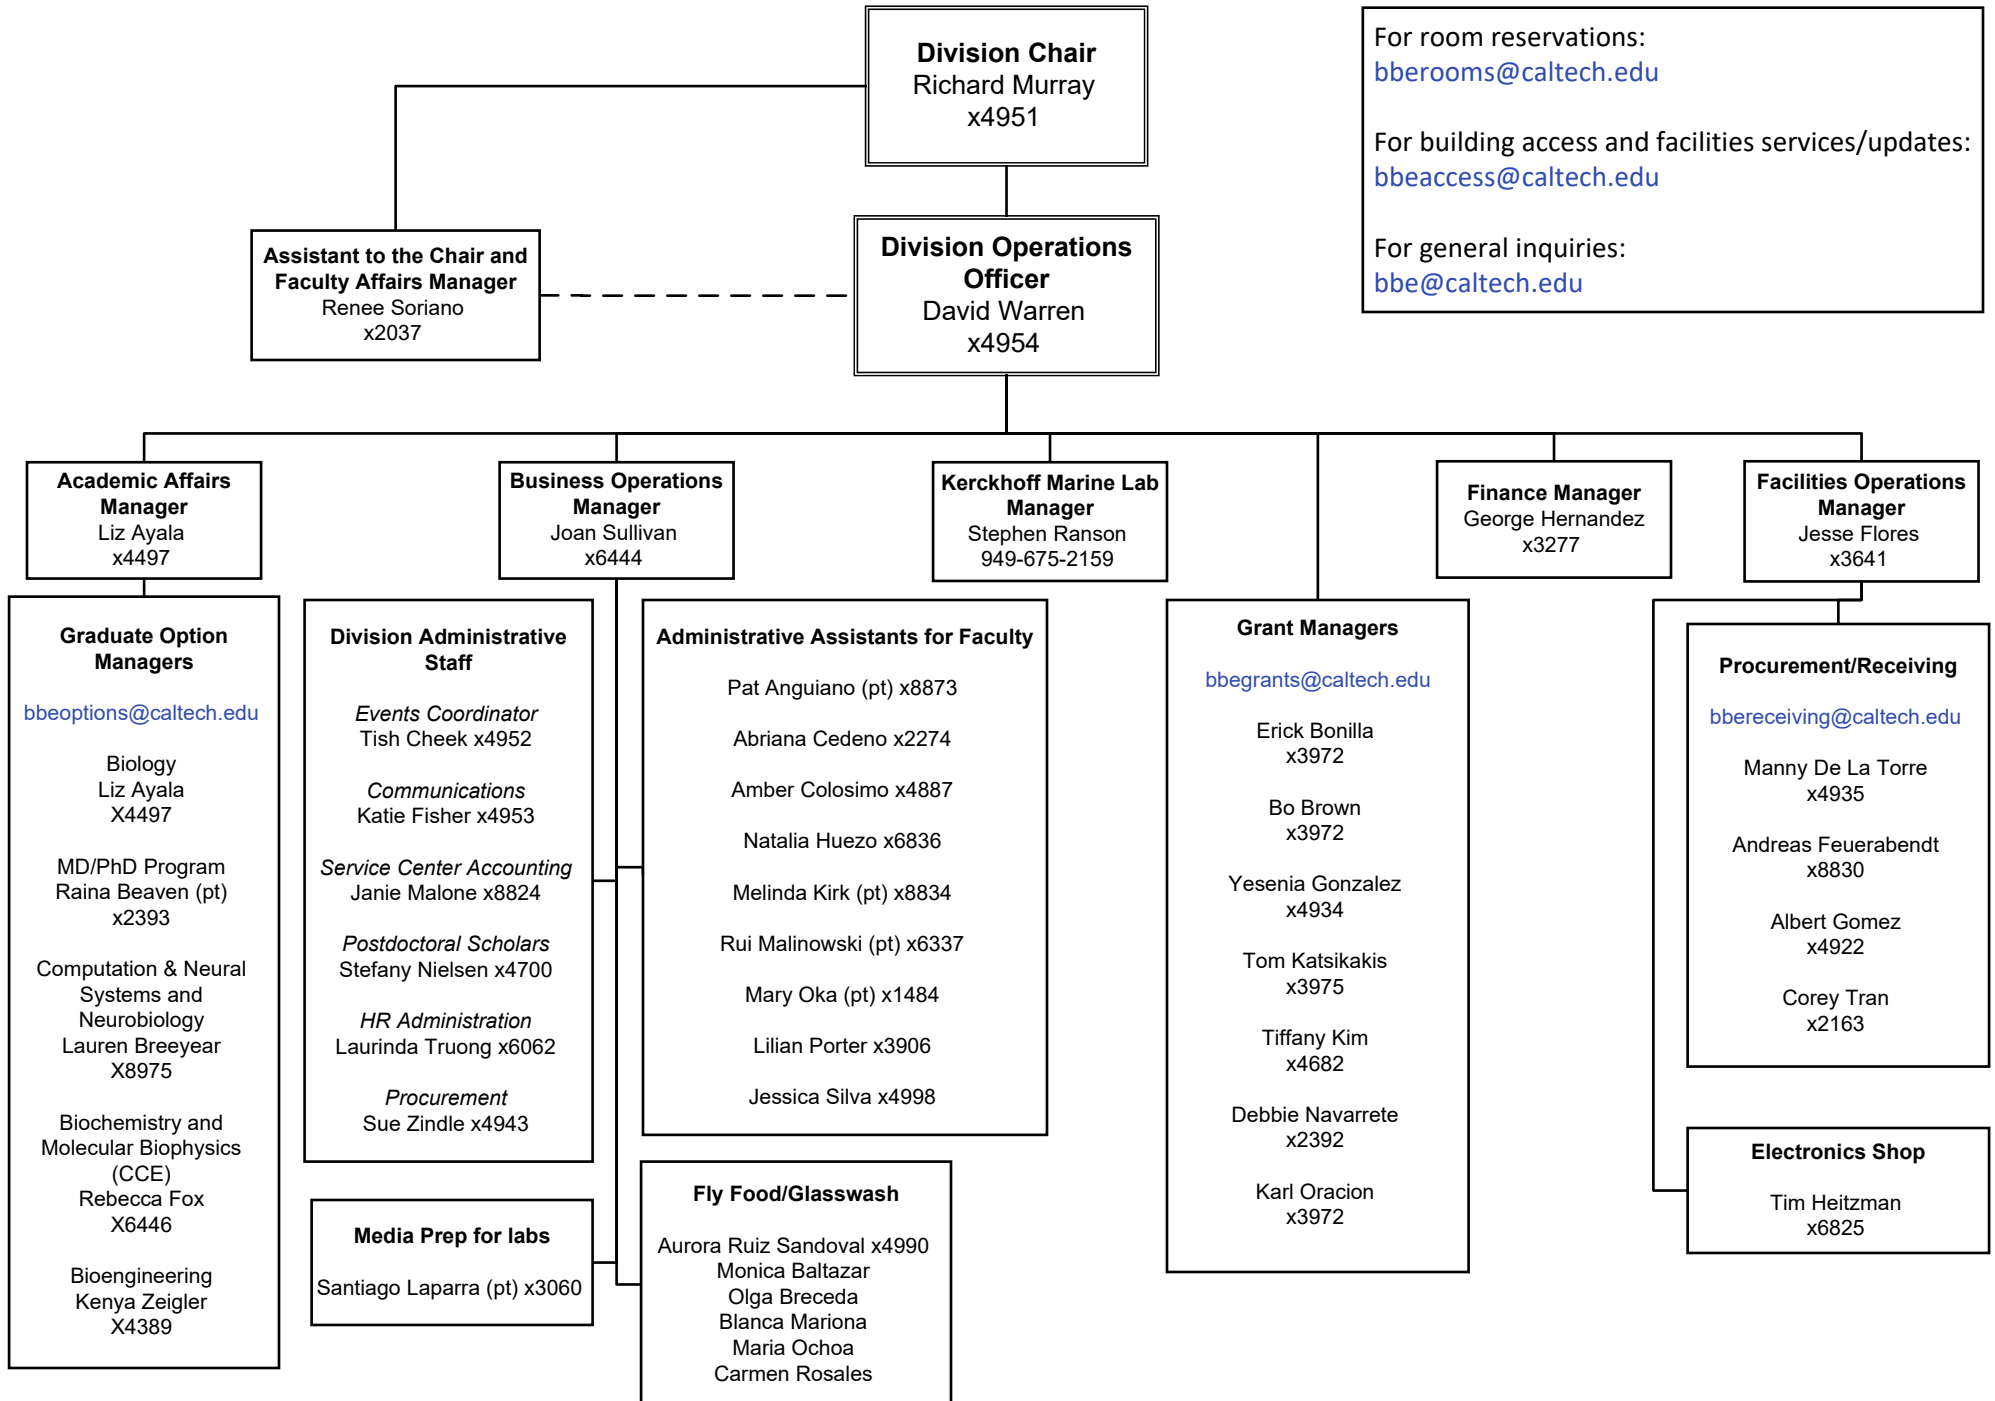 Division Chair
Richard Murray
x4951
For room reservations:
bberooms@caltech.edu
For building access and facilities services/updates:
bbeaccess@caltech.edu
For general inquiries:
bbe@caltech.edu
Assistant to the Chair and
Faculty Affairs Manager
Renee Soriano
x2037
Division Operations
Officer
David Warren
x4954
Academic Affairs
Manager
Liz Ayala
x4497
Business Operations
Manager
Joan Sullivan
x6444
Kerckhoff Marine Lab
Manager
Stephen Ranson
949-675-2159
Finance Manager
George Hernandez
x3277
Facilities Operations
Manager
Jesse Flores
x3641
Graduate Option
Managers
bbeoptions@caltech.edu
Biology
Liz Ayala
X4497
MD/PhD Program
Raina Beaven (pt)
x2393
Computation & Neural
Systems and
Neurobiology
Lauren Breeyear
X8975
Biochemistry and
Molecular Biophysics
(CCE)
Rebecca Fox
X6446
Bioengineering
Kenya Zeigler
X4389
Division Administrative
Staff
Events Coordinator
Tish Cheek x4952
Communications
Katie Fisher x4953
Service Center Accounting
Janie Malone x8824
Postdoctoral Scholars
Stefany Nielsen x4700
HR Administration
Laurinda Truong x6062
Procurement
Sue Zindle x4943
Media Prep for labs
Santiago Laparra (pt) x3060
Administrative Assistants for Faculty
Pat Anguiano (pt) x8873
Abriana Cedeno x2274
Amber Colosimo x4887
Natalia Huezo x6836
Melinda Kirk (pt) x8834
Rui Malinowski (pt) x6337
Mary Oka (pt) x1484
Lilian Porter x3906
Jessica Silva x4998
Fly Food/Glasswash
Aurora Ruiz Sandoval x4990
Monica Baltazar
Olga Breceda
Blanca Mariona
Maria Ochoa
Carmen Rosales
Grant Managers
bbegrants@caltech.edu
Erick Bonilla
x3972
Bo Brown
x3972
Yesenia Gonzalez
x4934
Tom Katsikakis
x3975
Tiffany Kim
x4682
Debbie Navarrete
x2392
Karl Oracion
x3972
Procurement/Receiving
bbereceiving@caltech.edu
Manny De La Torre
x4935
Andreas Feuerabendt
x8830
Albert Gomez
x4922
Corey Tran
x2163
Electronics Shop
Tim Heitzman
x6825